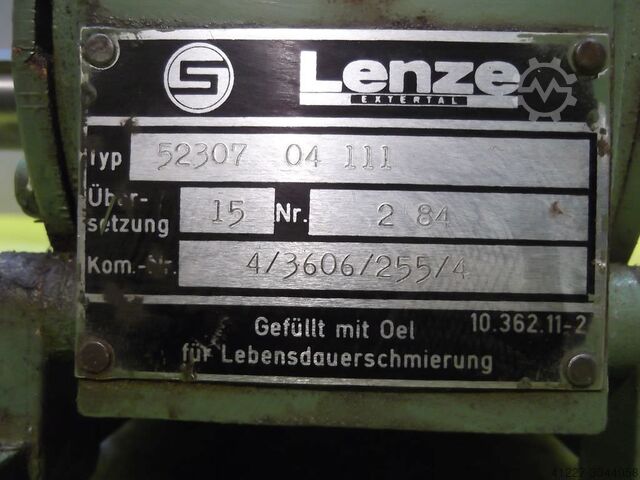 S Lenze
EXTERTAL
Typ 52307 04 111
Über-
setzung 15 Nr. 2 84
Kom.-Nr. 4/3606/255/4
Gefüllt mit Oel 10.362.11-2
für Lebensdauerschmierung